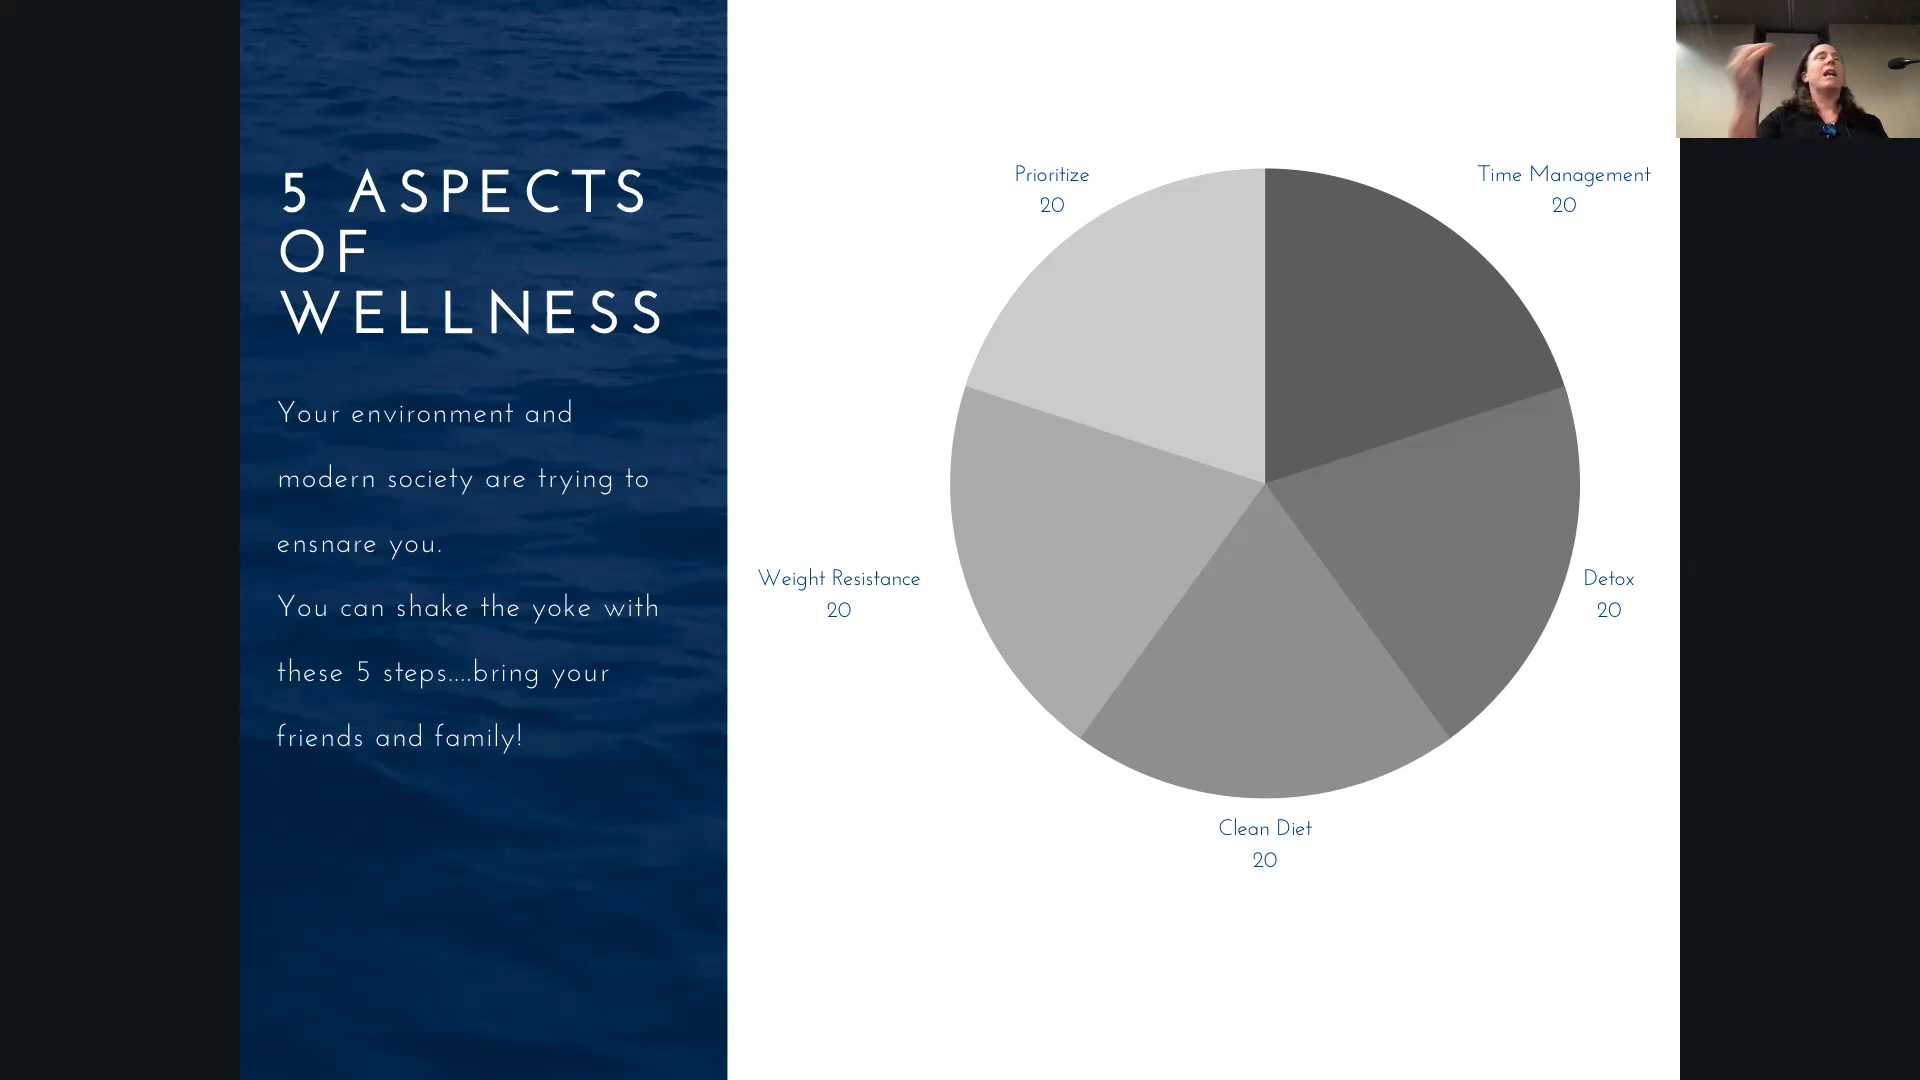 5 ASPECTS
OF
WELLNESS
Your environment and
modern society are trying to
ensnare you.
You can shake the yoke with
these 5 steps....bring your
friends and family!
Prioritize
20
Time Management
20
Weight Resistance
20
Detox
20
Clean Diet
20